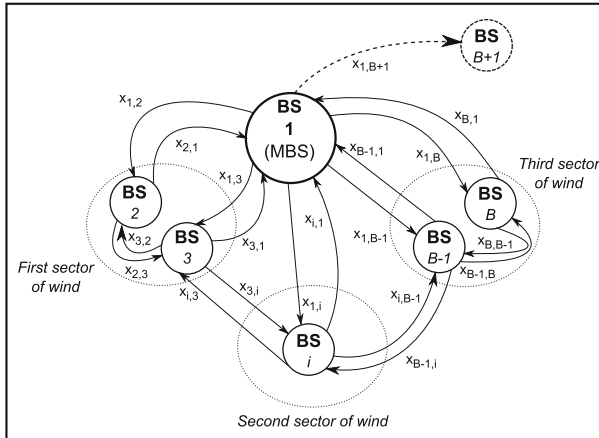 BS
B+1
x1,B+1
BS
1
(MBS)
x1,2
x2,1
xB,1
x1,B
Third sector
of wind
xB-1,1
x1,3
xi,1
BS
2
BS
B
x3,2
BS
3
x3,1
x1,B-1
BS
B-1
xB,B-1
x2,3
xB-1,B
First sector
of wind
xi,3
x3,i
x1,i
xi,B-1
BS
i
xB-1,i
Second sector of wind